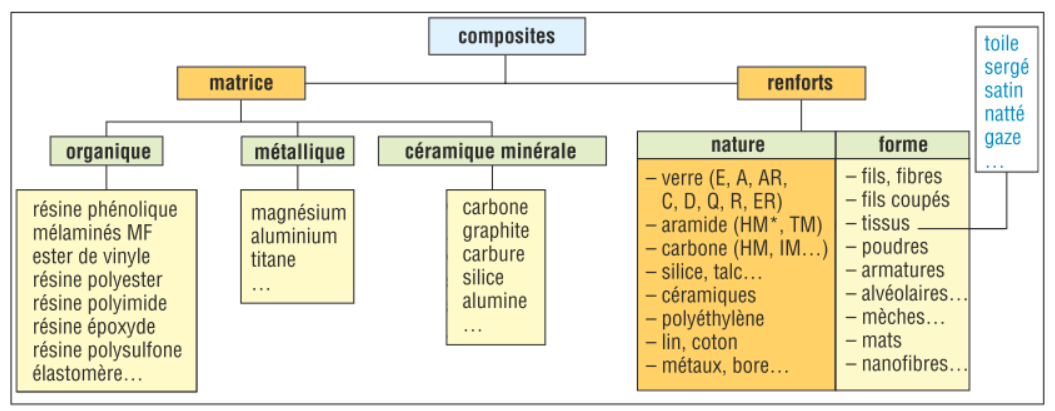 composites
matrice
renforts
toile
sergé
satin
natté
gaze
…
organique
métallique
céramique minérale
nature
forme
résine phénolique
mélaminés MF
ester de vinyle
résine polyester
résine polyimide
résine époxyde
résine polysulfone
élastomère…
magnésium
aluminium
titane
…
carbone
graphite
carbure
silice
alumine
…
– verre (E, A, AR,
C, D, Q, R, ER)
– aramide (HM*, TM)
– carbone (HM, IM…)
– silice, talc…
– céramiques
– polyéthylène
– lin, coton
– métaux, bore…
– fils, fibres
– fils coupés
– tissus
– poudres
– armatures
– alvéolaires…
– mèches…
– mats
– nanofibres…